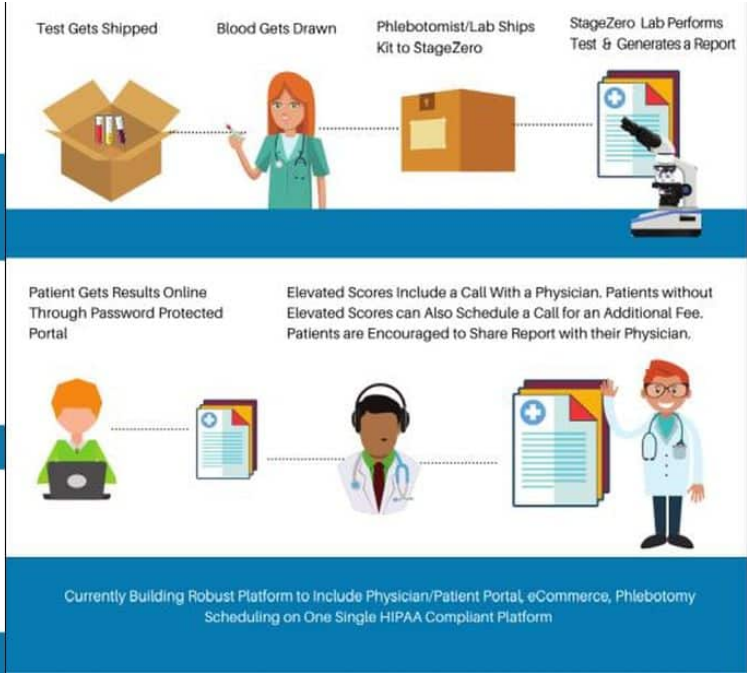 Test Gets Shipped
Blood Gets Drawn
Phlebotomist/Lab Ships
Kit to StageZero
StageZero Lab Performs
Test & Generates a Report
Patient Gets Results Online
Through Password Protected
Portal
Elevated Scores Include a Call With a Physician. Patients without
Elevated Scores can Also Schedule a Call for an Additional Fee.
Patients are Encouraged to Share Report with their Physician.
Currently Building Robust Platform to Include Physician/Patient Portal, eCommerce, Phlebotomy
Scheduling on One Single HIPAA Compliant Platform